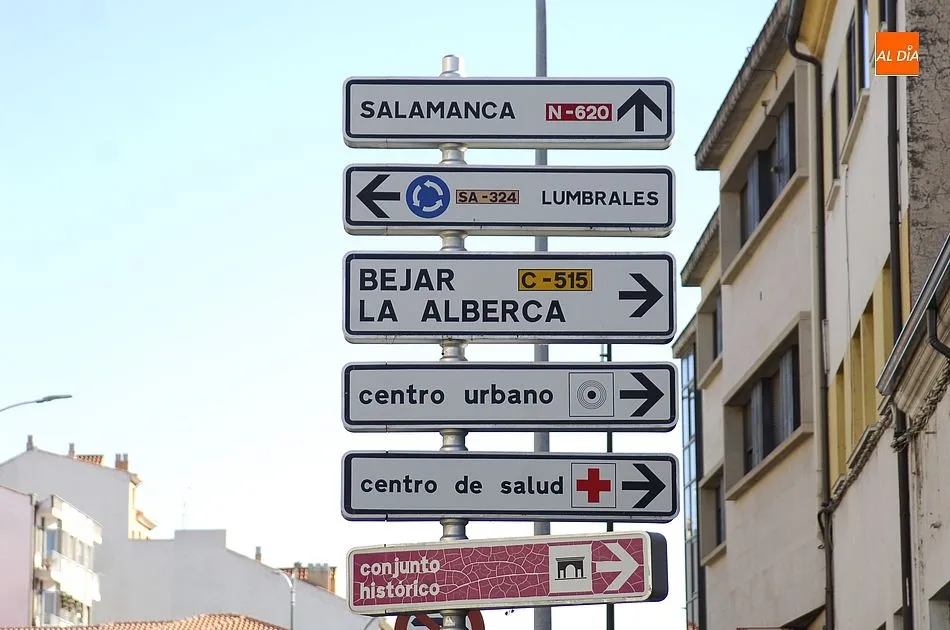 AL DÍA
SALAMANCA N-620
SA-324 LUMBRALES
BEJAR C-515
LA ALBERCA
centro urbano
centro de salud
conjunto
histórico